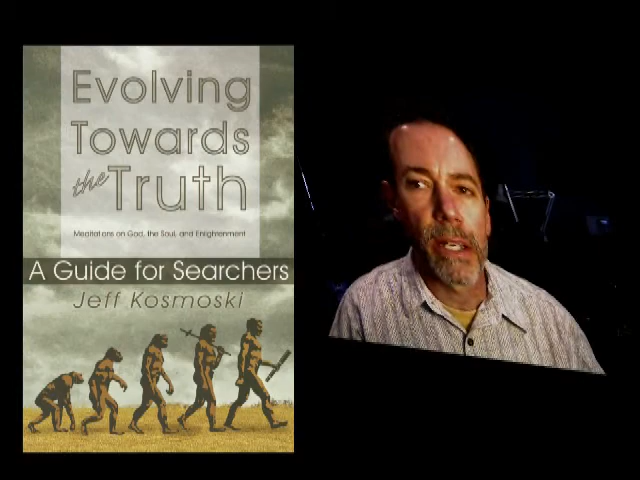 Evolving
Towards
the Truth
Meditations on God, the Soul, and Enlightenment
A Guide for Searchers
Jeff Kosmoski